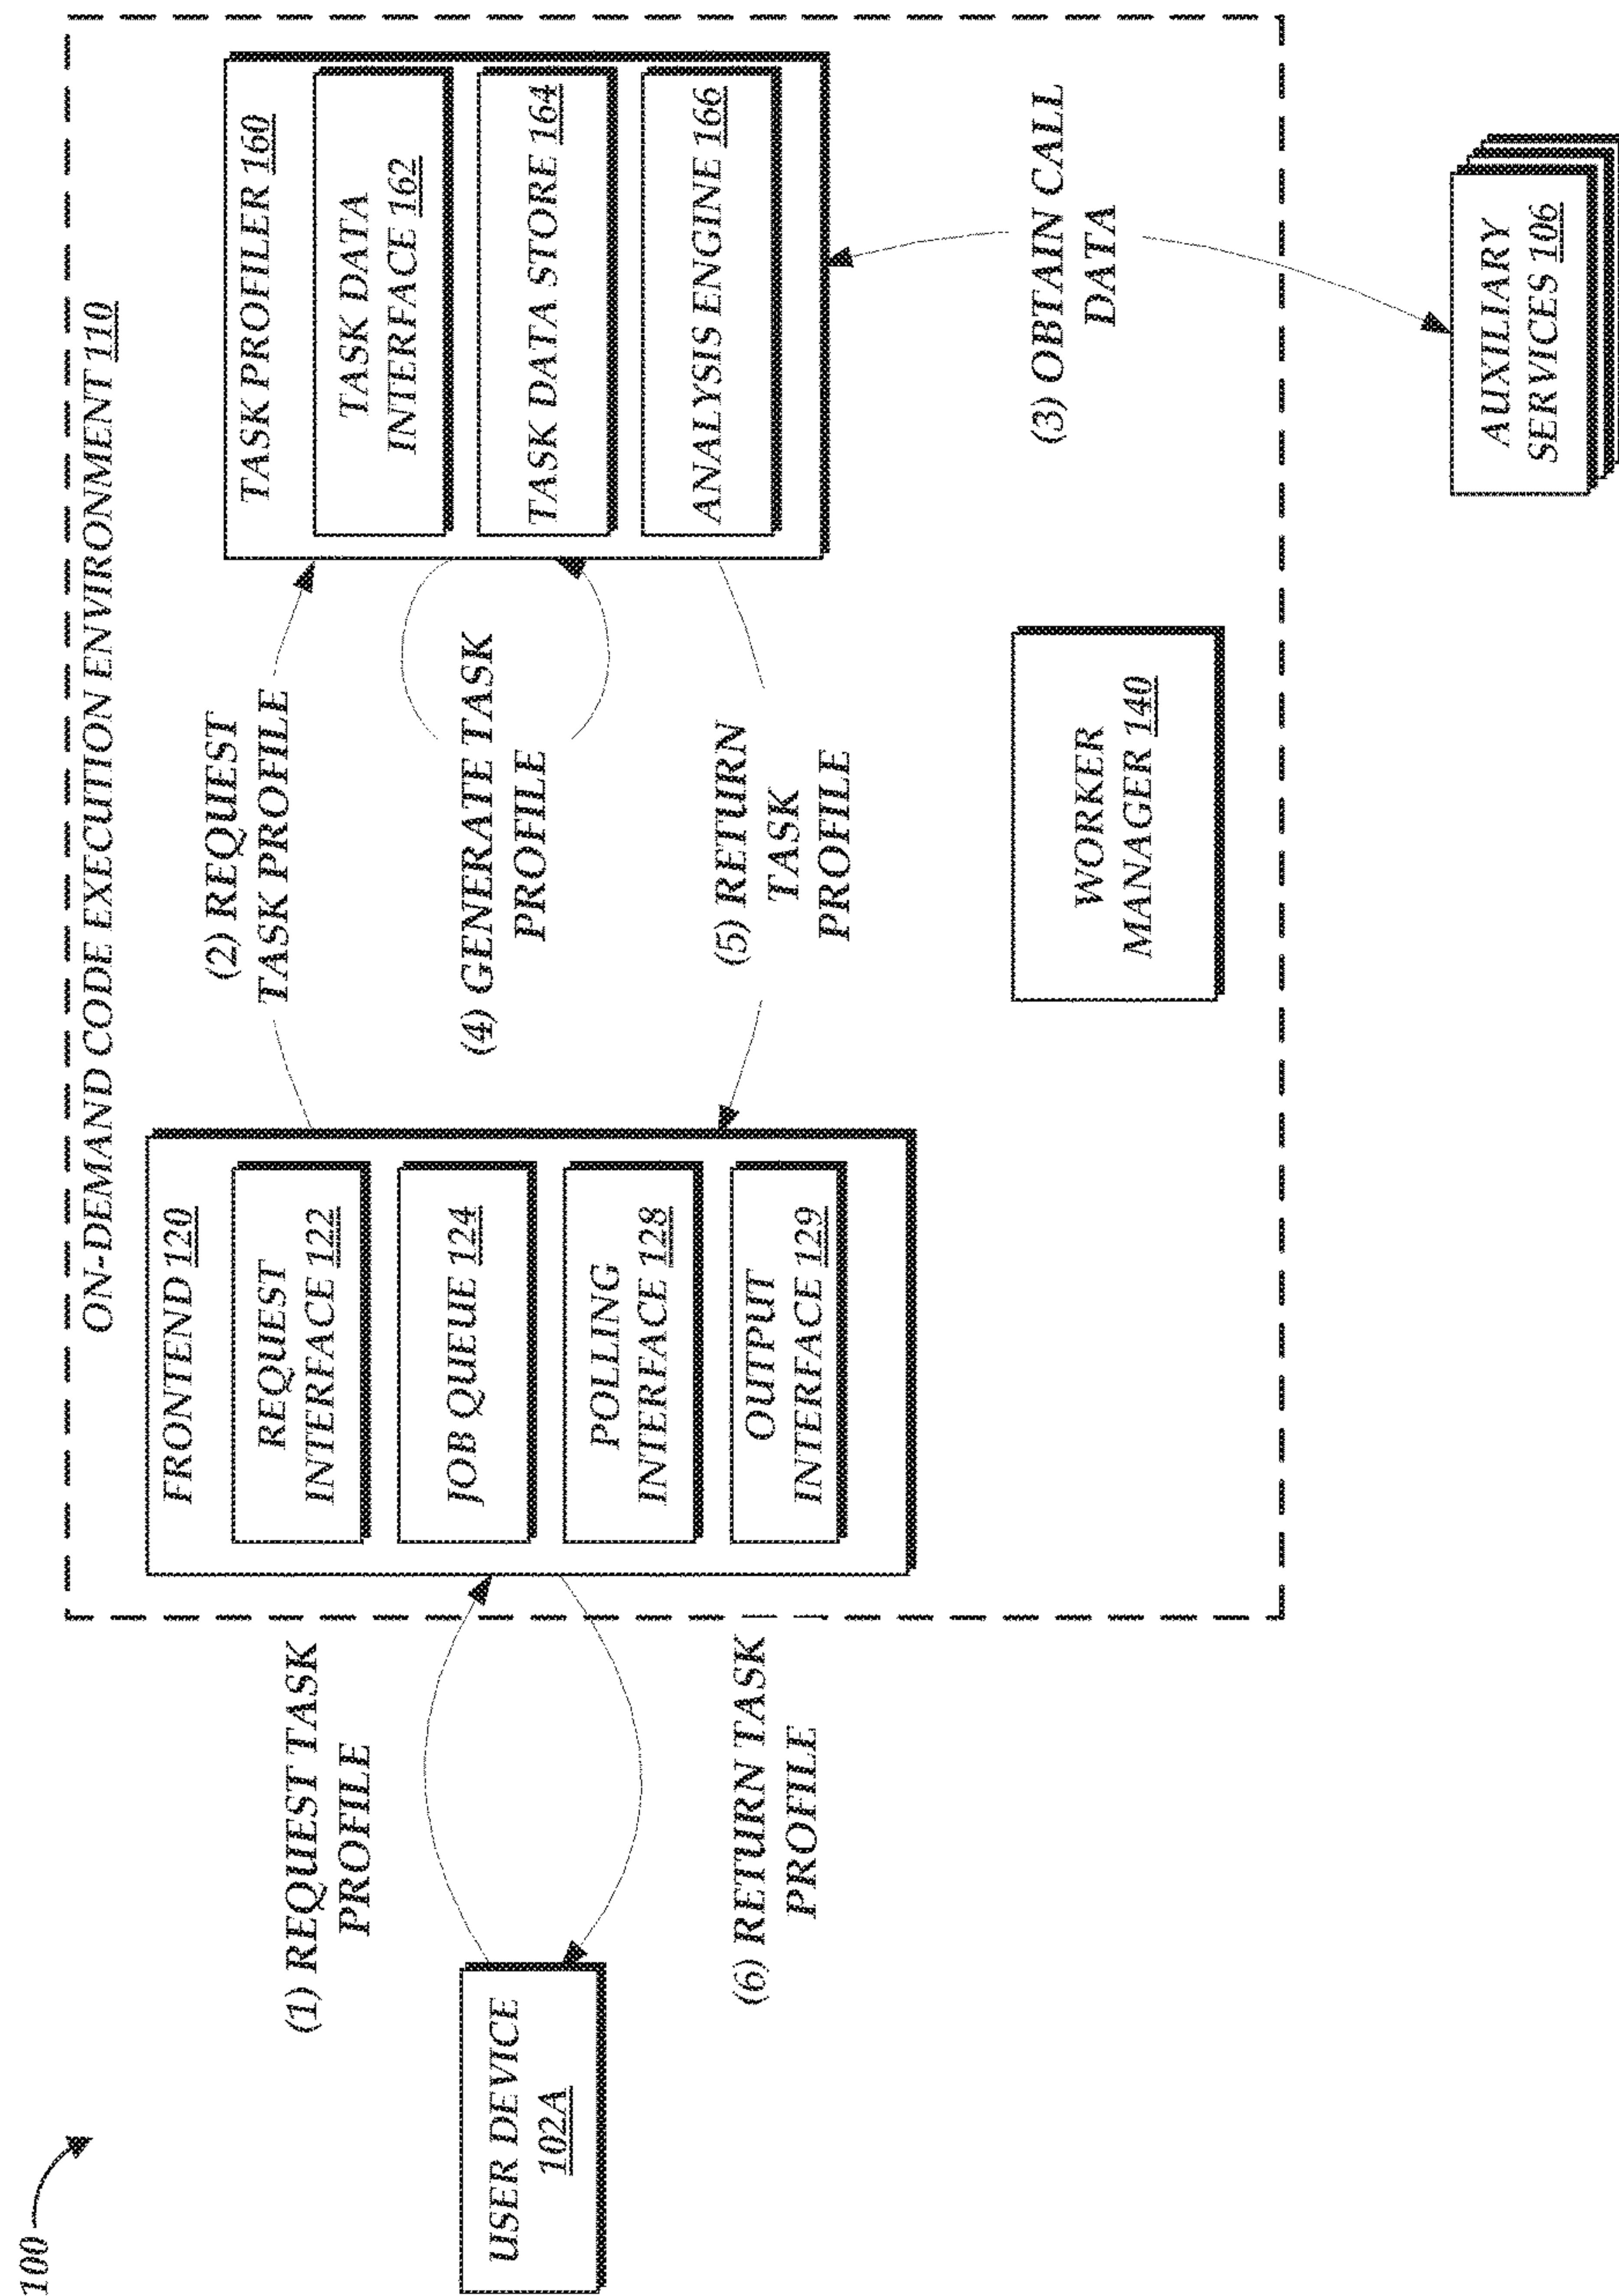 100
ON-DEMAND CODE EXECUTION ENVIRONMENT 110
USER DEVICE
102A
(1) REQUEST TASK
PROFILE
(6) RETURN TASK
PROFILE
FRONTEND 120
REQUEST
INTERFACE 122
JOB QUEUE 124
POLLING
INTERFACE 128
OUTPUT
INTERFACE 129
(2) REQUEST
TASK PROFILE
(4) GENERATE TASK
PROFILE
(5) RETURN
TASK
PROFILE
WORKER
MANAGER 140
TASK PROFILER 160
TASK DATA
INTERFACE 162
TASK DATA STORE 164
ANALYSIS ENGINE 166
(3) OBTAIN CALL
DATA
AUXILIARY
SERVICES 106